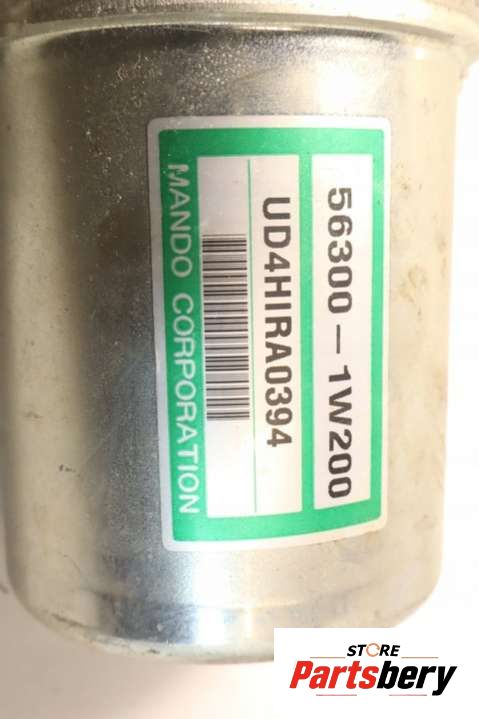 56300-1W200
UD4HIRA0394
MANDO CORPORATION
STORE
Partsbery